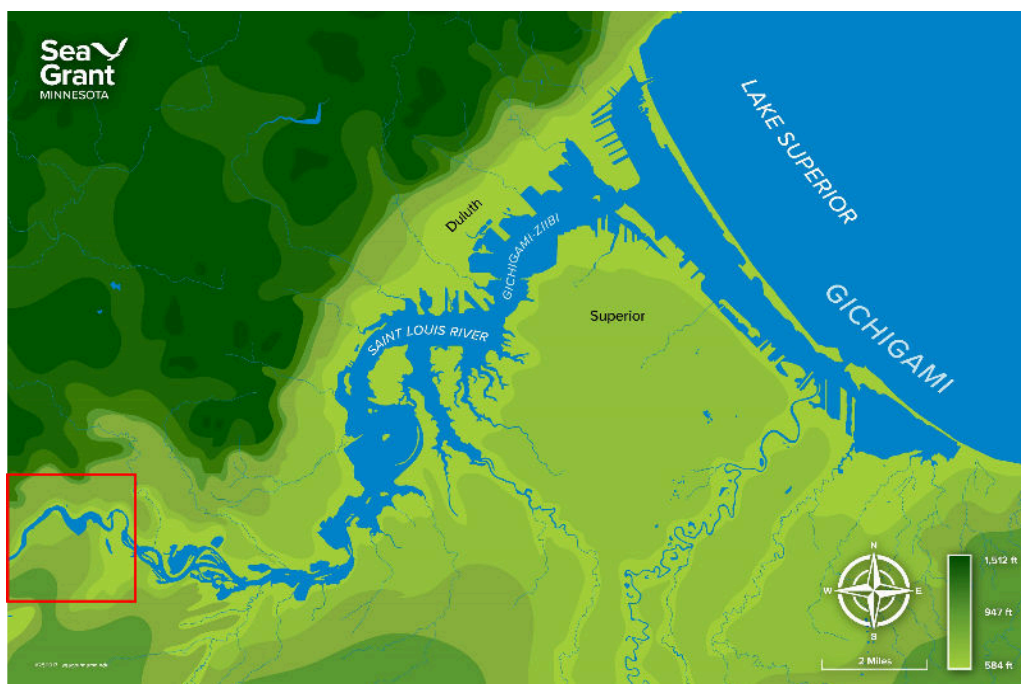 Sea
Grant
MINNESOTA
LAKE SUPERIOR
GICHIGAMI
Duluth
GICHIGAMI-ZIIBI
SAINT LOUIS RIVER
Superior
N
W
E
S
2 Miles
1,512 ft
947 ft
584 ft